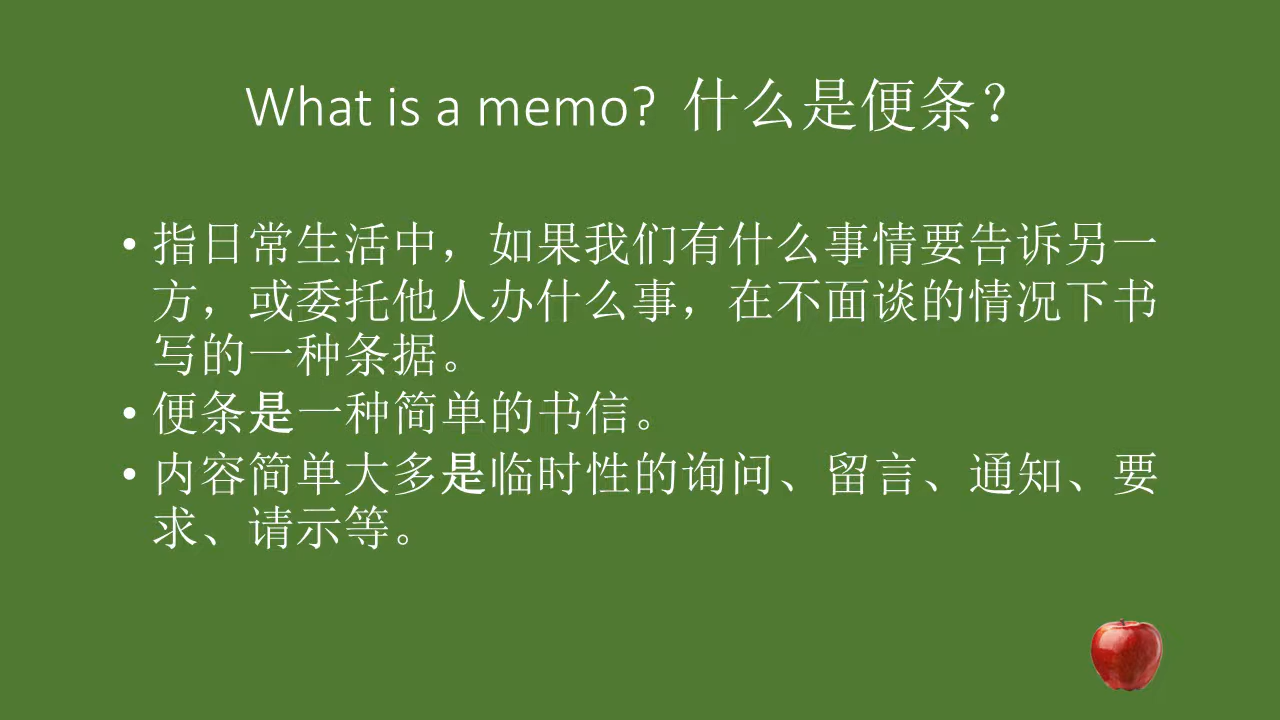 What is a memo? 什么是便条?
• 指日常生活中，如果我们有什么事情要告诉另一
方，或委托他人办什么事，在不面谈的情况下书
写的一种条据。
• 便条是一种简单的书信。
• 内容简单大多是临时性的询问、留言、通知、要
求、请示等。